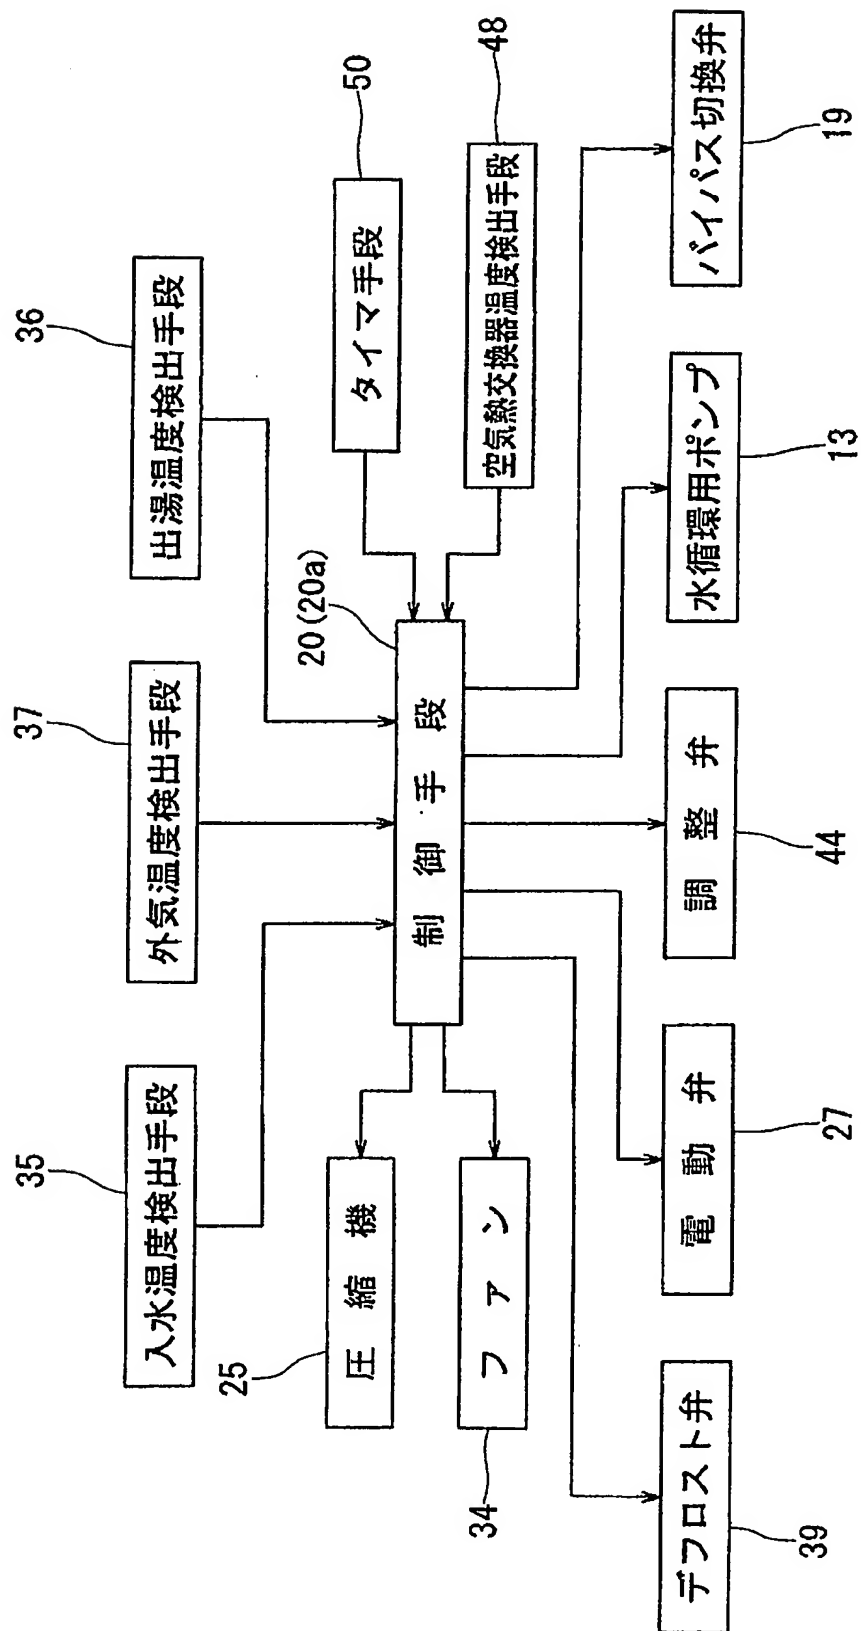 35
入水温度検出手段
37
外気温度検出手段
36
出湯温度検出手段
25
圧縮機
34
ファン
20(20a)
制御手段
50
タイマ手段
48
空気熱交換器温度検出手段
デフロスト弁
39
電動弁
27
調整弁
44
水循環用ポンプ
13
バイパス切換弁
19